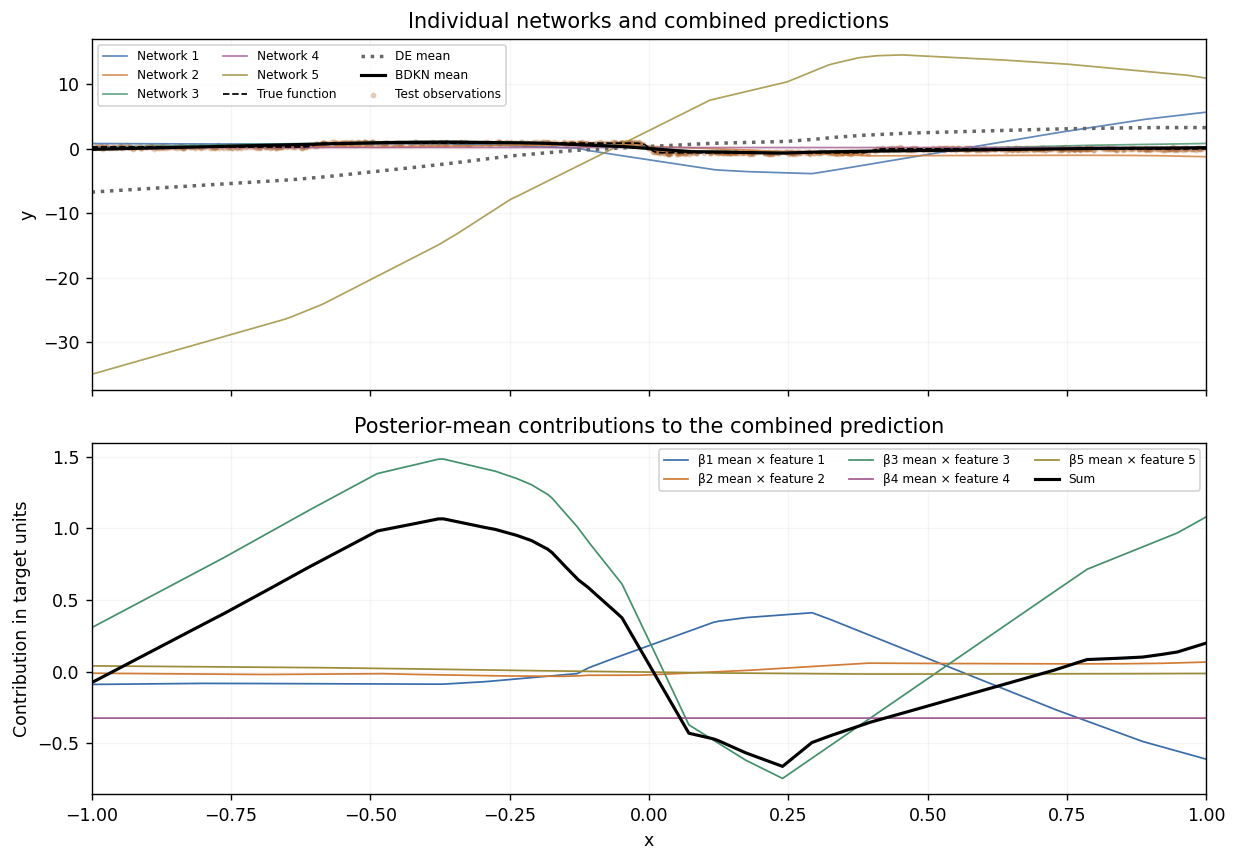 Individual networks and combined predictions
Network 1
Network 2
Network 3
Network 4
Network 5
True function
DE mean
BDKN mean
Test observations
10
0
−10
−20
−30
y
Posterior-mean contributions to the combined prediction
β1 mean × feature 1
β2 mean × feature 2
β3 mean × feature 3
β4 mean × feature 4
β5 mean × feature 5
Sum
1.5
1.0
0.5
0.0
−0.5
Contribution in target units
−1.00 −0.75 −0.50 −0.25 0.00 0.25 0.50 0.75 1.00
x